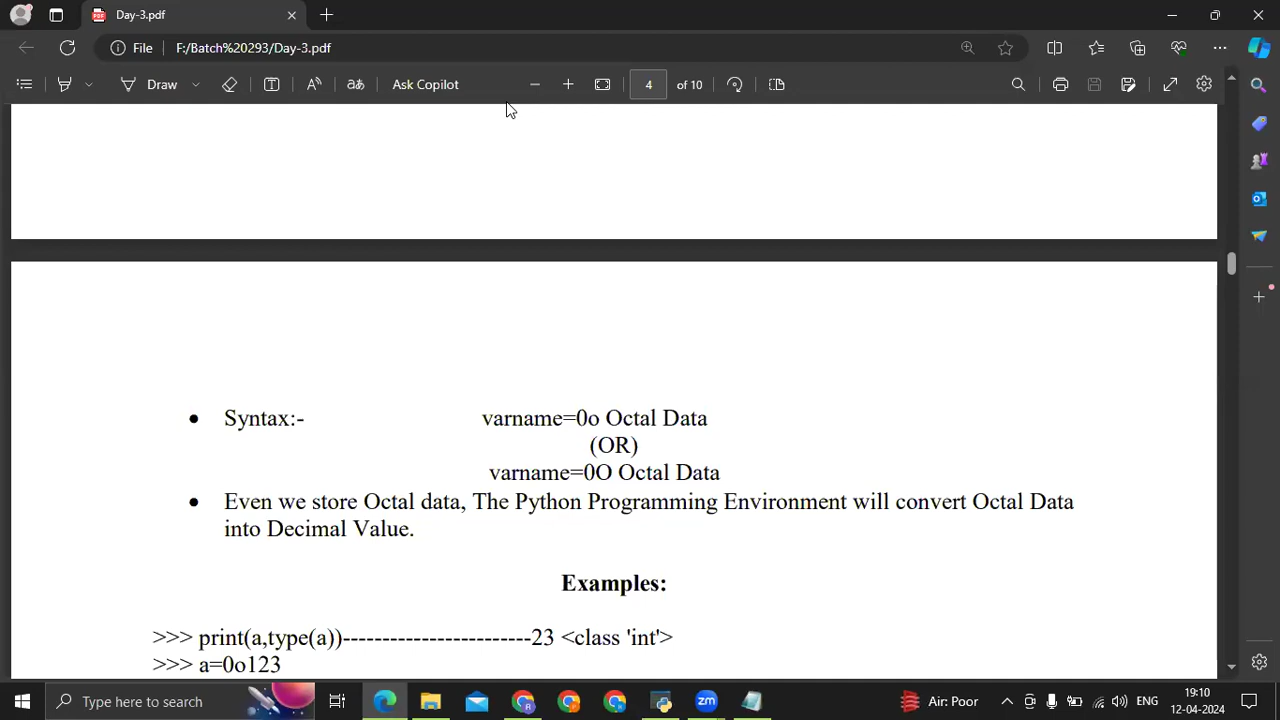 Day-3.pdf
File
F:/Batch%20293/Day-3.pdf
Draw
Ask Copilot
4
of 10
• Syntax:- varname=0o Octal Data
(OR)
varname=0O Octal Data
• Even we store Octal data, The Python Programming Environment will convert Octal Data
into Decimal Value.
Examples:
>>> print(a,type(a))------------------------23 <class 'int'>
>>> a=0o123
Type here to search
Air: Poor
ENG
19:10
12-04-2024